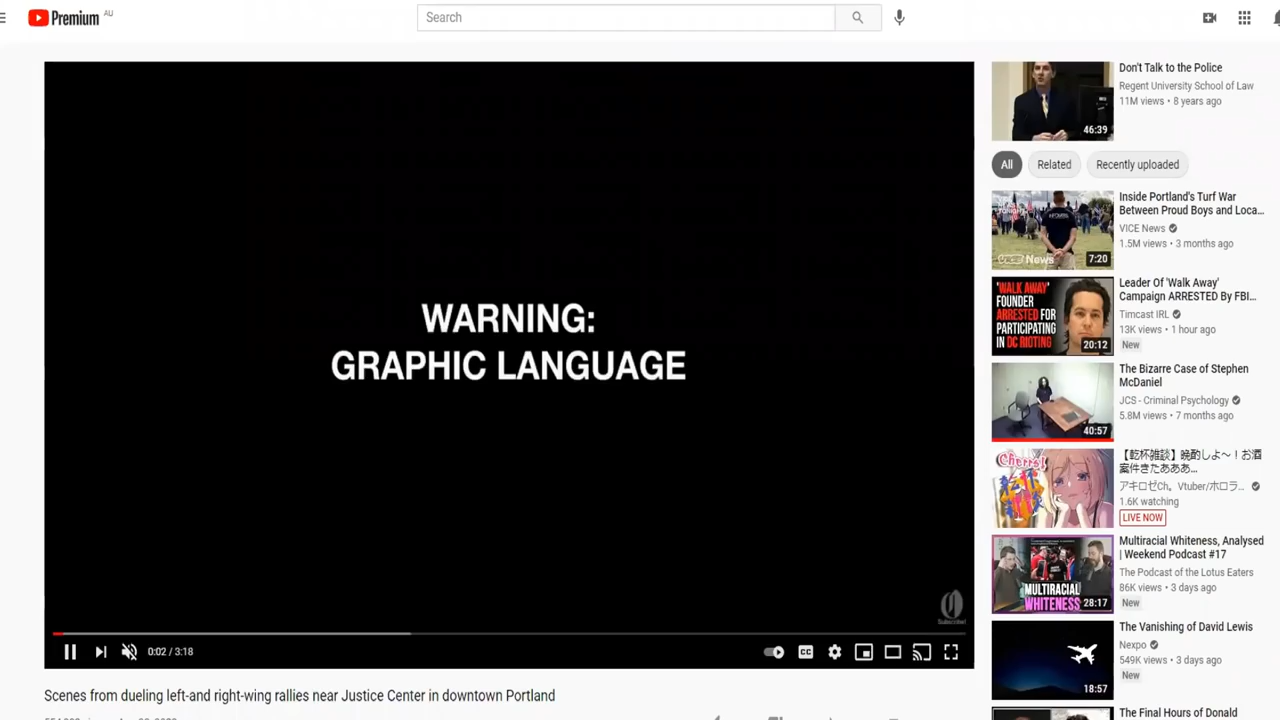 Premium AU
Search
WARNING:
GRAPHIC LANGUAGE
Subscribe!
0:02 / 3:18
CC
Scenes from dueling left-and right-wing rallies near Justice Center in downtown Portland
Don't Talk to the Police
Regent University School of Law
11M views • 8 years ago
46:39
All
Related
Recently uploaded
Inside Portland's Turf War
Between Proud Boys and Loca...
VICE News
1.5M views • 3 months ago
VICE News
7:20
Leader Of 'Walk Away'
Campaign ARRESTED By FBI...
Timcast IRL
13K views • 1 hour ago
New
'WALK AWAY'
FOUNDER
ARRESTED FOR
PARTICIPATING
IN DC RIOTING
20:12
The Bizarre Case of Stephen
McDaniel
JCS - Criminal Psychology
5.8M views • 7 months ago
40:57
【乾杯雑談】晩酌しよ～！お酒
案件きたあああ...
アキロゼCh。Vtuber/ホロラ...
1.6K watching
LIVE NOW
Cheers!
Multiracial Whiteness, Analysed
| Weekend Podcast #17
The Podcast of the Lotus Eaters
86K views • 3 days ago
New
MULTIRACIAL
WHITENESS
28:17
The Vanishing of David Lewis
Nexpo
549K views • 3 days ago
New
18:57
The Final Hours of Donald